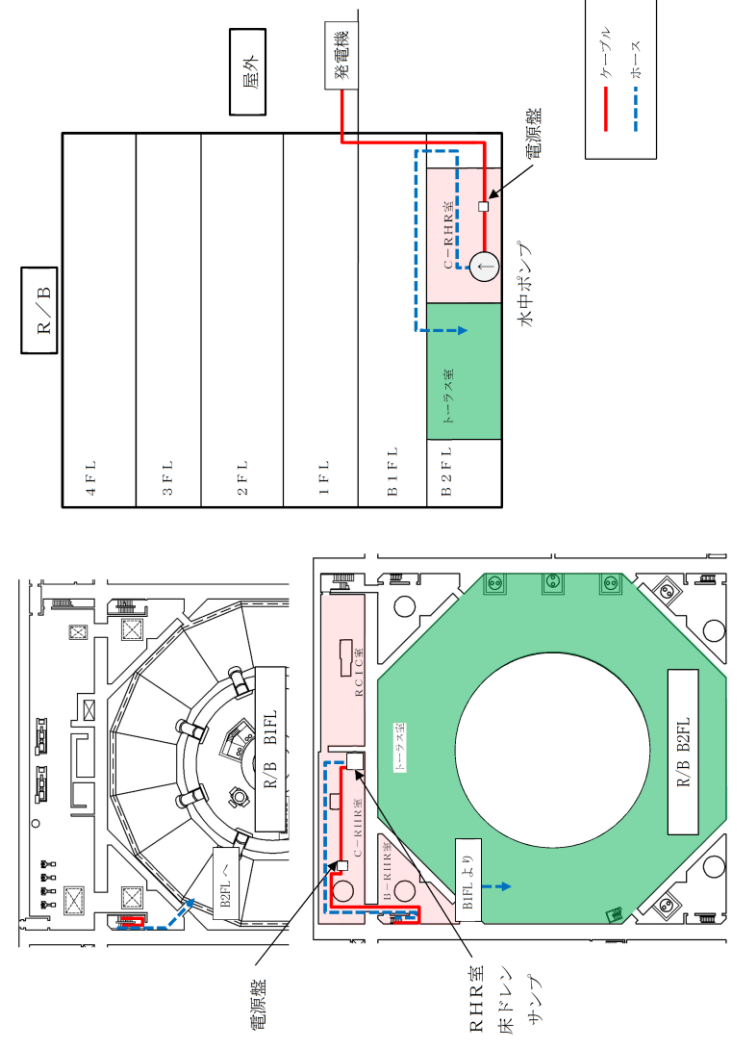 R/B
屋外
発電機
4FL
3FL
2FL
1FL
B1FL
B2FL
トーラス室
C-RHR室
水中ポンプ
↑
電源盤
ケーブル
ホース
R/B B1FL
B2FLへ
電源盤
RCIC室
C-RHR室
B-RHR室
トーラス室
B1FLより
R/B B2FL
RHR室
床ドレン
サンプ